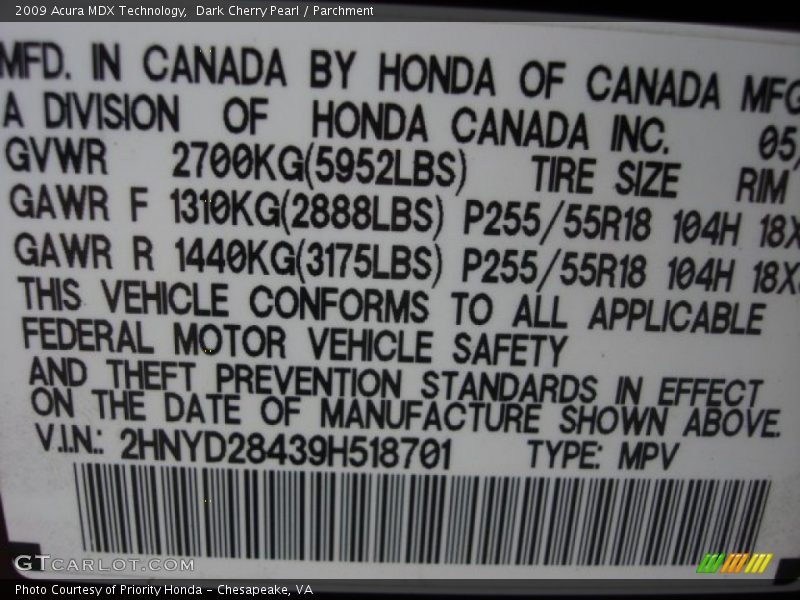 2009 Acura MDX Technology,  Dark Cherry Pearl / Parchment
MFD. IN CANADA BY HONDA OF CANADA MFG
A DIVISION OF HONDA CANADA INC. 05,
GVWR 2700KG(5952LBS) TIRE SIZE RIM
GAWR F 1310KG(2888LBS) P255/55R18 104H 18X
GAWR R 1440KG(3175LBS) P255/55R18 104H 18X
THIS VEHICLE CONFORMS TO ALL APPLICABLE
FEDERAL MOTOR VEHICLE SAFETY
AND THEFT PREVENTION STANDARDS IN EFFECT
ON THE DATE OF MANUFACTURE SHOWN ABOVE.
V.I.N.: 2HNYD28439H518701 TYPE: MPV
GTCARLOT.COM
Photo Courtesy of Priority Honda - Chesapeake, VA